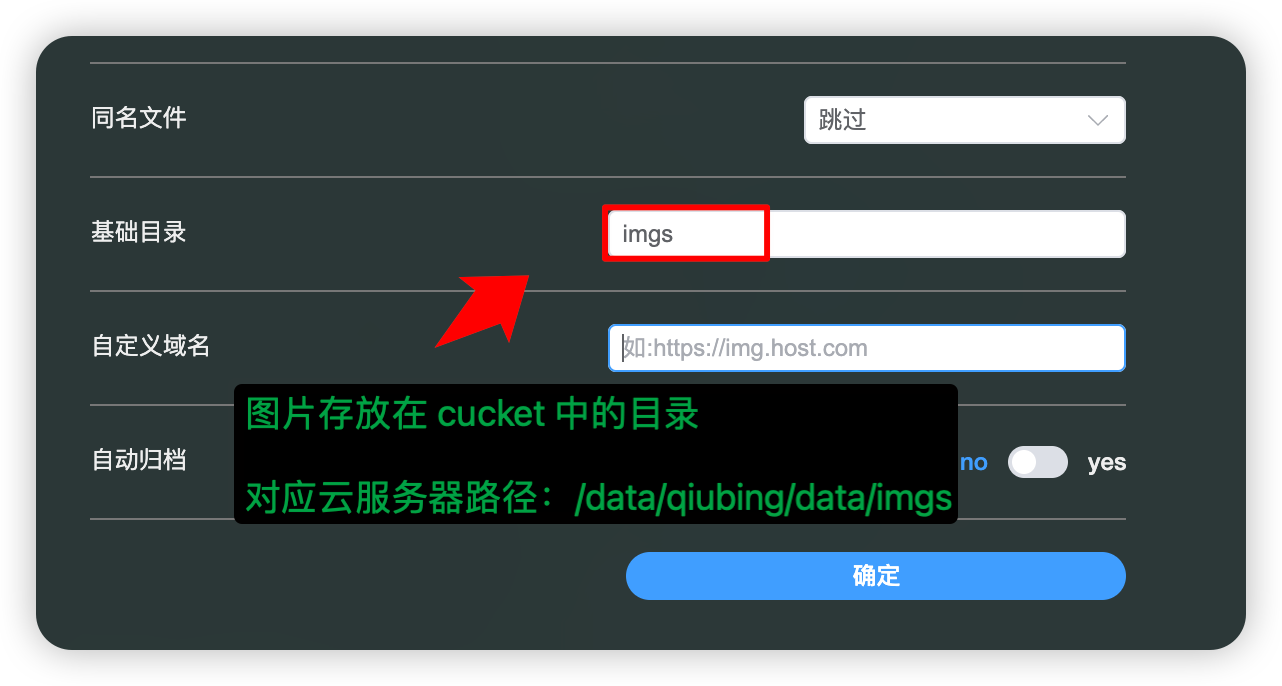 同名文件
跳过
基础目录
imgs
自定义域名
如:https://img.host.com
图片存放在 cucket 中的目录
自动归档
no
yes
对应云服务器路径：/data/qiubing/data/imgs
确定